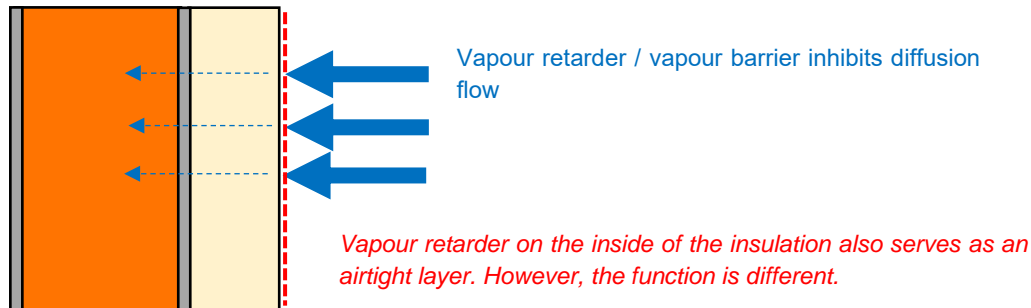 Vapour retarder / vapour barrier inhibits diffusion
flow
Vapour retarder on the inside of the insulation also serves as an
airtight layer. However, the function is different.